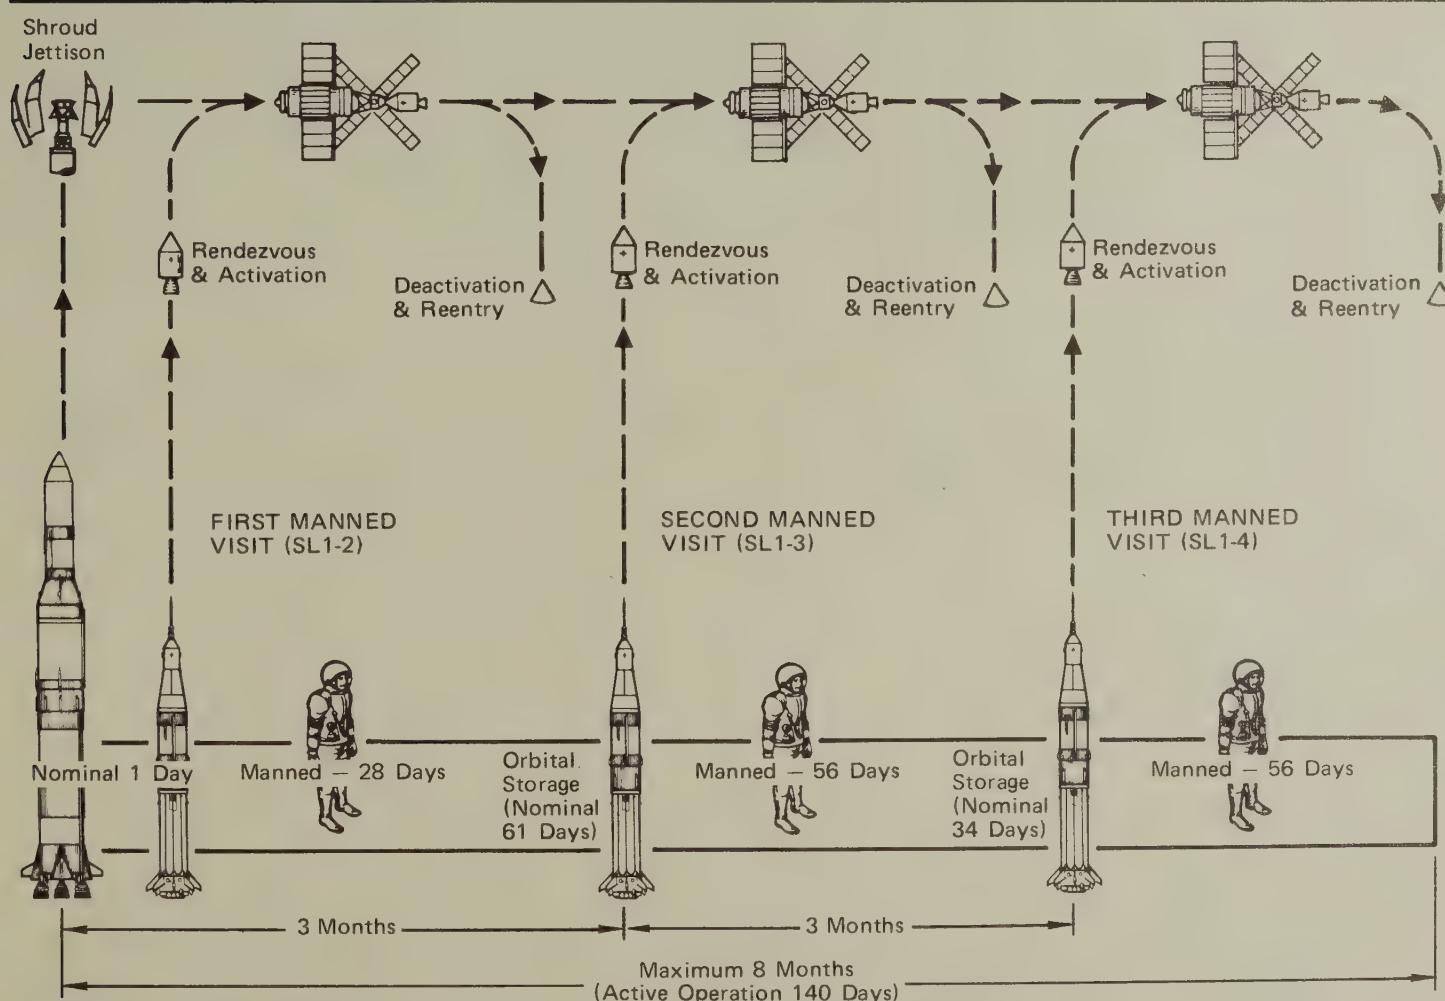 Shroud
Jettison
Rendezvous
& Activation
Deactivation
& Reentry
Rendezvous
& Activation
Deactivation
& Reentry
Rendezvous
& Activation
Deactivation
& Reentry
FIRST MANNED
VISIT (SL1-2)
SECOND MANNED
VISIT (SL1-3)
THIRD MANNED
VISIT (SL1-4)
Nominal 1 Day
Manned – 28 Days
Orbital
Storage
(Nominal
61 Days)
Manned – 56 Days
Orbital
Storage
(Nominal
34 Days)
Manned – 56 Days
3 Months
3 Months
Maximum 8 Months
(Active Operation 140 Days)